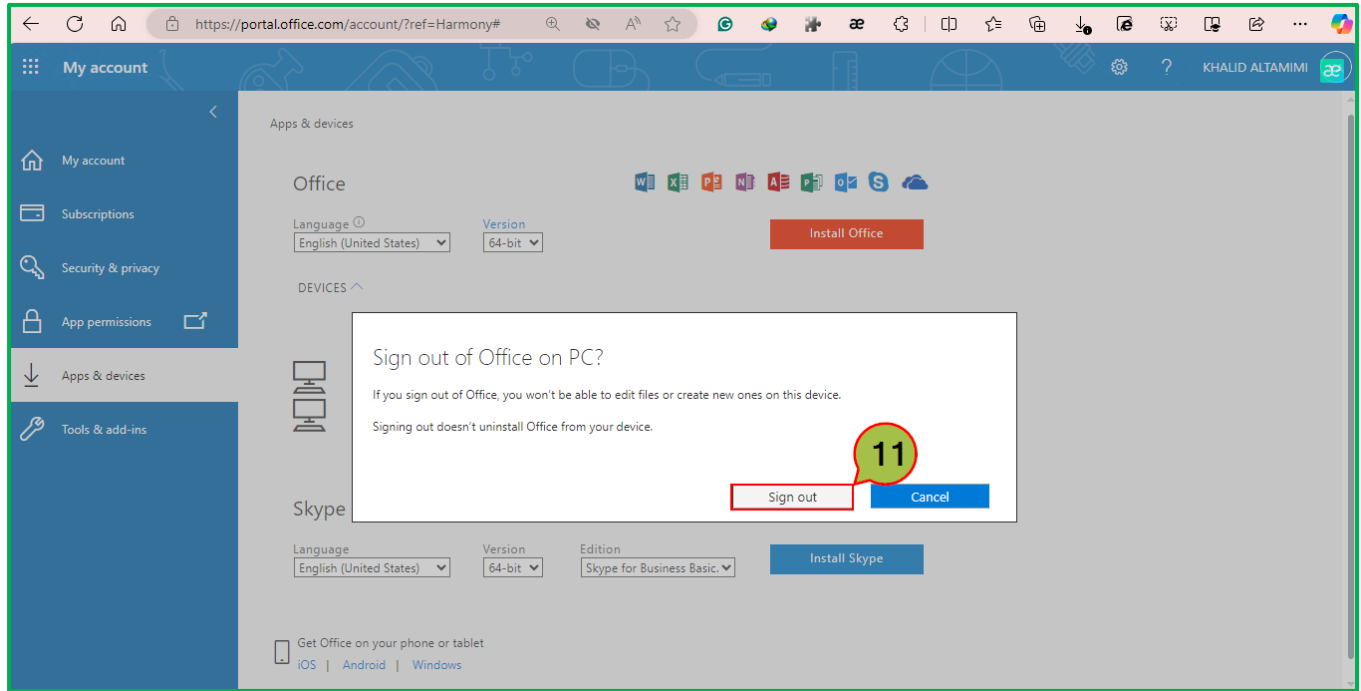 https://portal.office.com/account/?ref=Harmony#
My account
KHALID ALTAMIMI
æ
Apps & devices
My account
Subscriptions
Security & privacy
App permissions
Apps & devices
Tools & add-ins
Office
Language
Version
English (United States)
64-bit
Install Office
DEVICES
Sign out of Office on PC?
If you sign out of Office, you won't be able to edit files or create new ones on this device.
Signing out doesn't uninstall Office from your device.
11
Sign out
Cancel
Skype
Language
Version
Edition
English (United States)
64-bit
Skype for Business Basic.
Install Skype
Get Office on your phone or tablet
iOS | Android | Windows